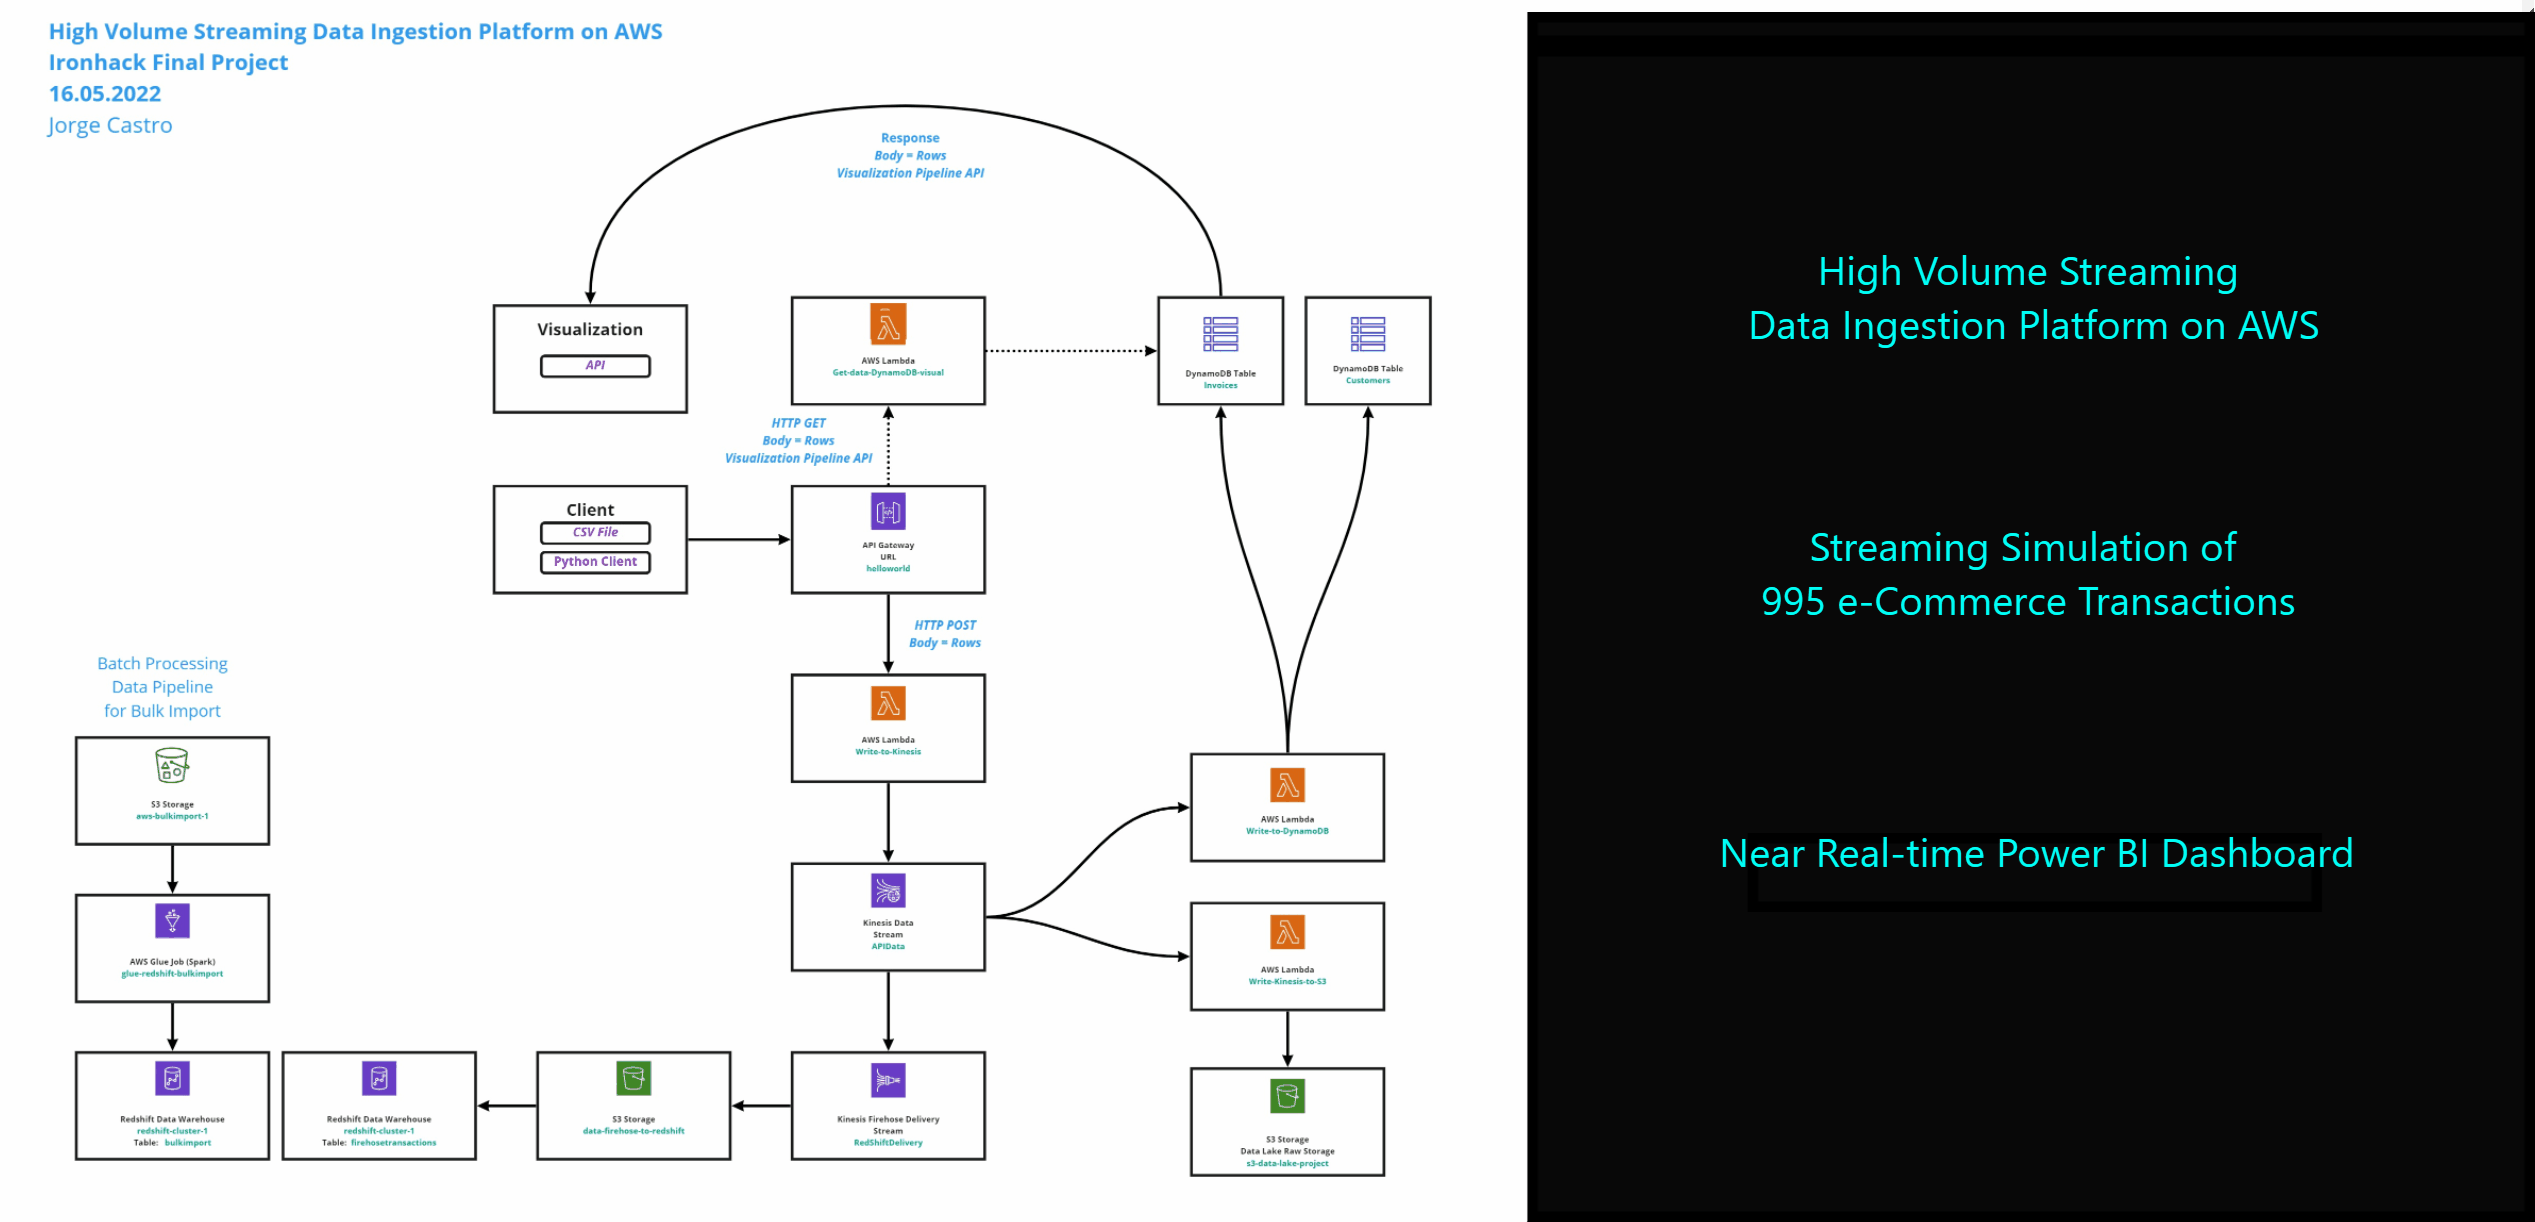 High Volume Streaming Data Ingestion Platform on AWS
Ironhack Final Project
16.05.2022
Jorge Castro
Response
Body = Rows
Visualization Pipeline API
Visualization
API
AWS Lambda
Get-data-DynamoDB-visual
DynamoDB Table
Invoices
DynamoDB Table
Customers
HTTP GET
Body = Rows
Visualization Pipeline API
Client
CSV File
Python Client
API Gateway
URL
helloworld
HTTP POST
Body = Rows
Batch Processing
Data Pipeline
for Bulk Import
AWS Lambda
Write-to-Kinesis
S3 Storage
aws-bulkimport-1
AWS Lambda
Write-to-DynamoDB
Kinesis Data
Stream
APIData
AWS Glue Job (Spark)
glue-redshift-bulkimport
AWS Lambda
Write-Kinesis-to-S3
Redshift Data Warehouse
redshift-cluster-1
Table: bulkimport
Redshift Data Warehouse
redshift-cluster-1
Table: firehosetransactions
S3 Storage
data-firehose-to-redshift
Kinesis Firehose Delivery
Stream
RedShiftDelivery
S3 Storage
Data Lake Raw Storage
s3-data-lake-project
High Volume Streaming
Data Ingestion Platform on AWS
Streaming Simulation of
995 e-Commerce Transactions
Near Real-time Power BI Dashboard